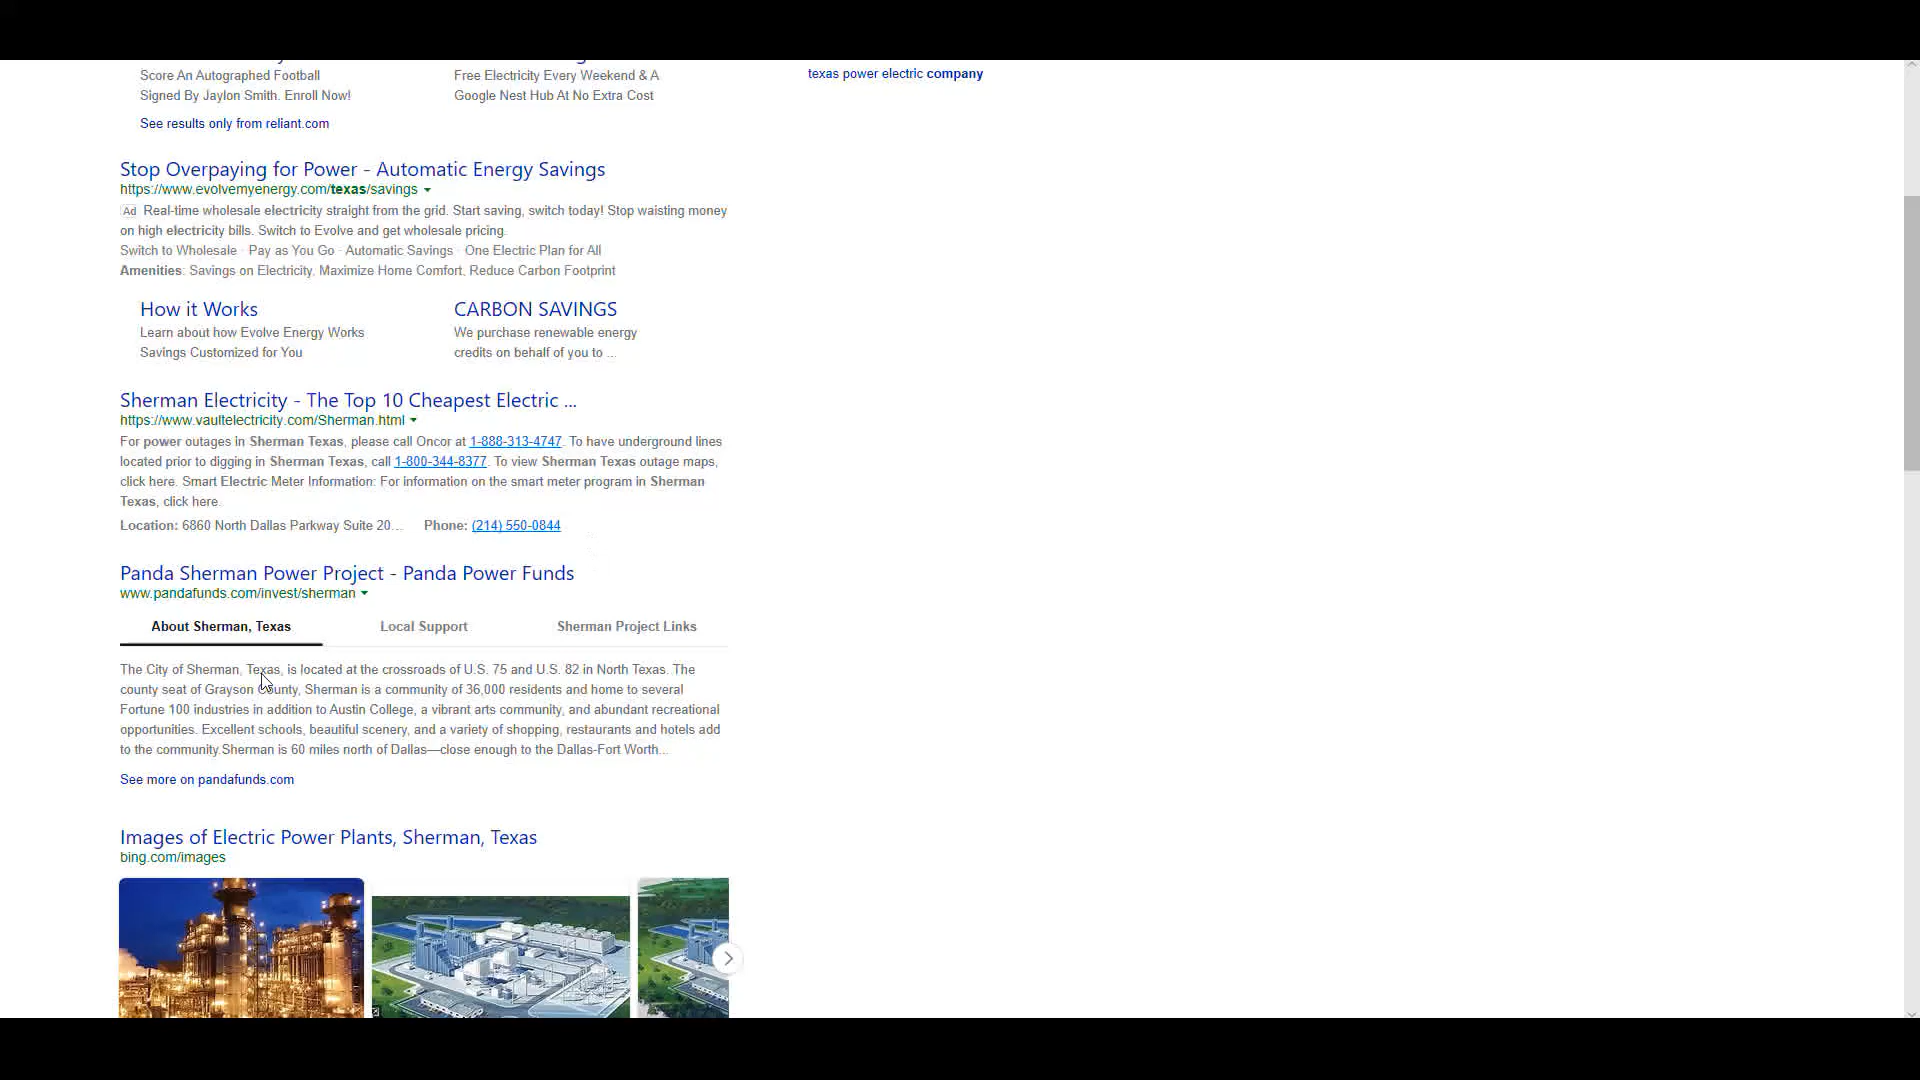 Score An Autographed Football
Signed By Jaylon Smith. Enroll Now!
Free Electricity Every Weekend & A
Google Nest Hub At No Extra Cost
texas power electric company
See results only from reliant.com
Stop Overpaying for Power - Automatic Energy Savings
https://www.evolvemyenergy.com/texas/savings
Ad Real-time wholesale electricity straight from the grid. Start saving, switch today! Stop waisting money
on high electricity bills. Switch to Evolve and get wholesale pricing.
Switch to Wholesale · Pay as You Go · Automatic Savings · One Electric Plan for All
Amenities: Savings on Electricity, Maximize Home Comfort, Reduce Carbon Footprint
How it Works
Learn about how Evolve Energy Works
Savings Customized for You
CARBON SAVINGS
We purchase renewable energy
credits on behalf of you to ...
Sherman Electricity - The Top 10 Cheapest Electric ...
https://www.vaultelectricity.com/Sherman.html
For power outages in Sherman Texas, please call Oncor at 1-888-313-4747. To have underground lines
located prior to digging in Sherman Texas, call 1-800-344-8377. To view Sherman Texas outage maps,
click here. Smart Electric Meter Information: For information on the smart meter program in Sherman
Texas, click here.
Location: 6860 North Dallas Parkway Suite 20... Phone: (214) 550-0844
Panda Sherman Power Project - Panda Power Funds
www.pandafunds.com/invest/sherman
About Sherman, Texas Local Support Sherman Project Links
The City of Sherman, Texas, is located at the crossroads of U.S. 75 and U.S. 82 in North Texas. The
county seat of Grayson County, Sherman is a community of 36,000 residents and home to several
Fortune 100 industries in addition to Austin College, a vibrant arts community, and abundant recreational
opportunities. Excellent schools, beautiful scenery, and a variety of shopping, restaurants and hotels add
to the community.Sherman is 60 miles north of Dallas—close enough to the Dallas-Fort Worth...
See more on pandafunds.com
Images of Electric Power Plants, Sherman, Texas
bing.com/images